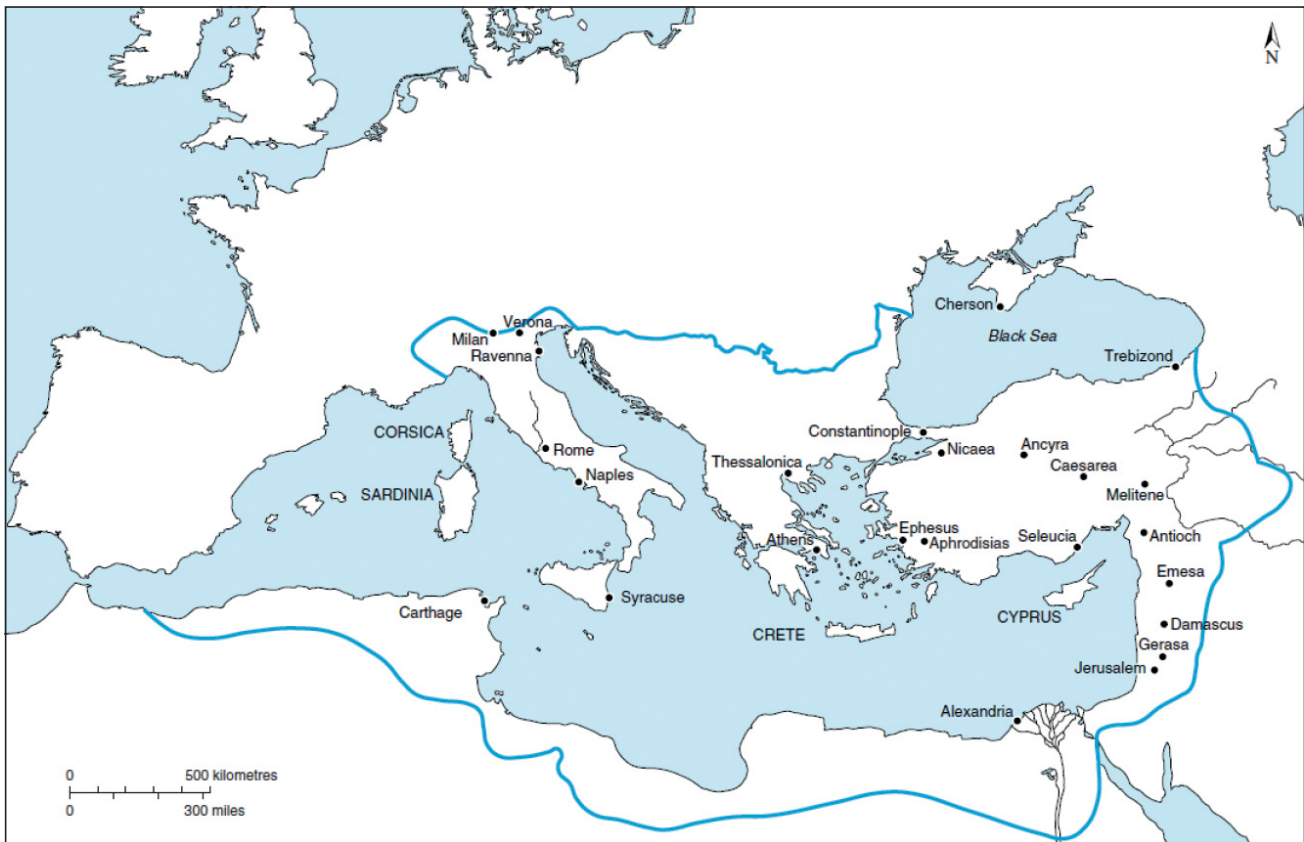 N
Cherson
Black Sea
Verona
Milan
Ravenna
Trebizond
CORSICA
Constantinople
Rome
Nicaea
Ancyra
Thessalonica
Caesarea
Naples
SARDINIA
Melitene
Ephesus
Athens
Aphrodisias
Seleucia
Antioch
Emesa
Carthage
Syracuse
CYPRUS
CRETE
Damascus
Gerasa
Jerusalem
Alexandria
0 500 kilometres
0 300 miles